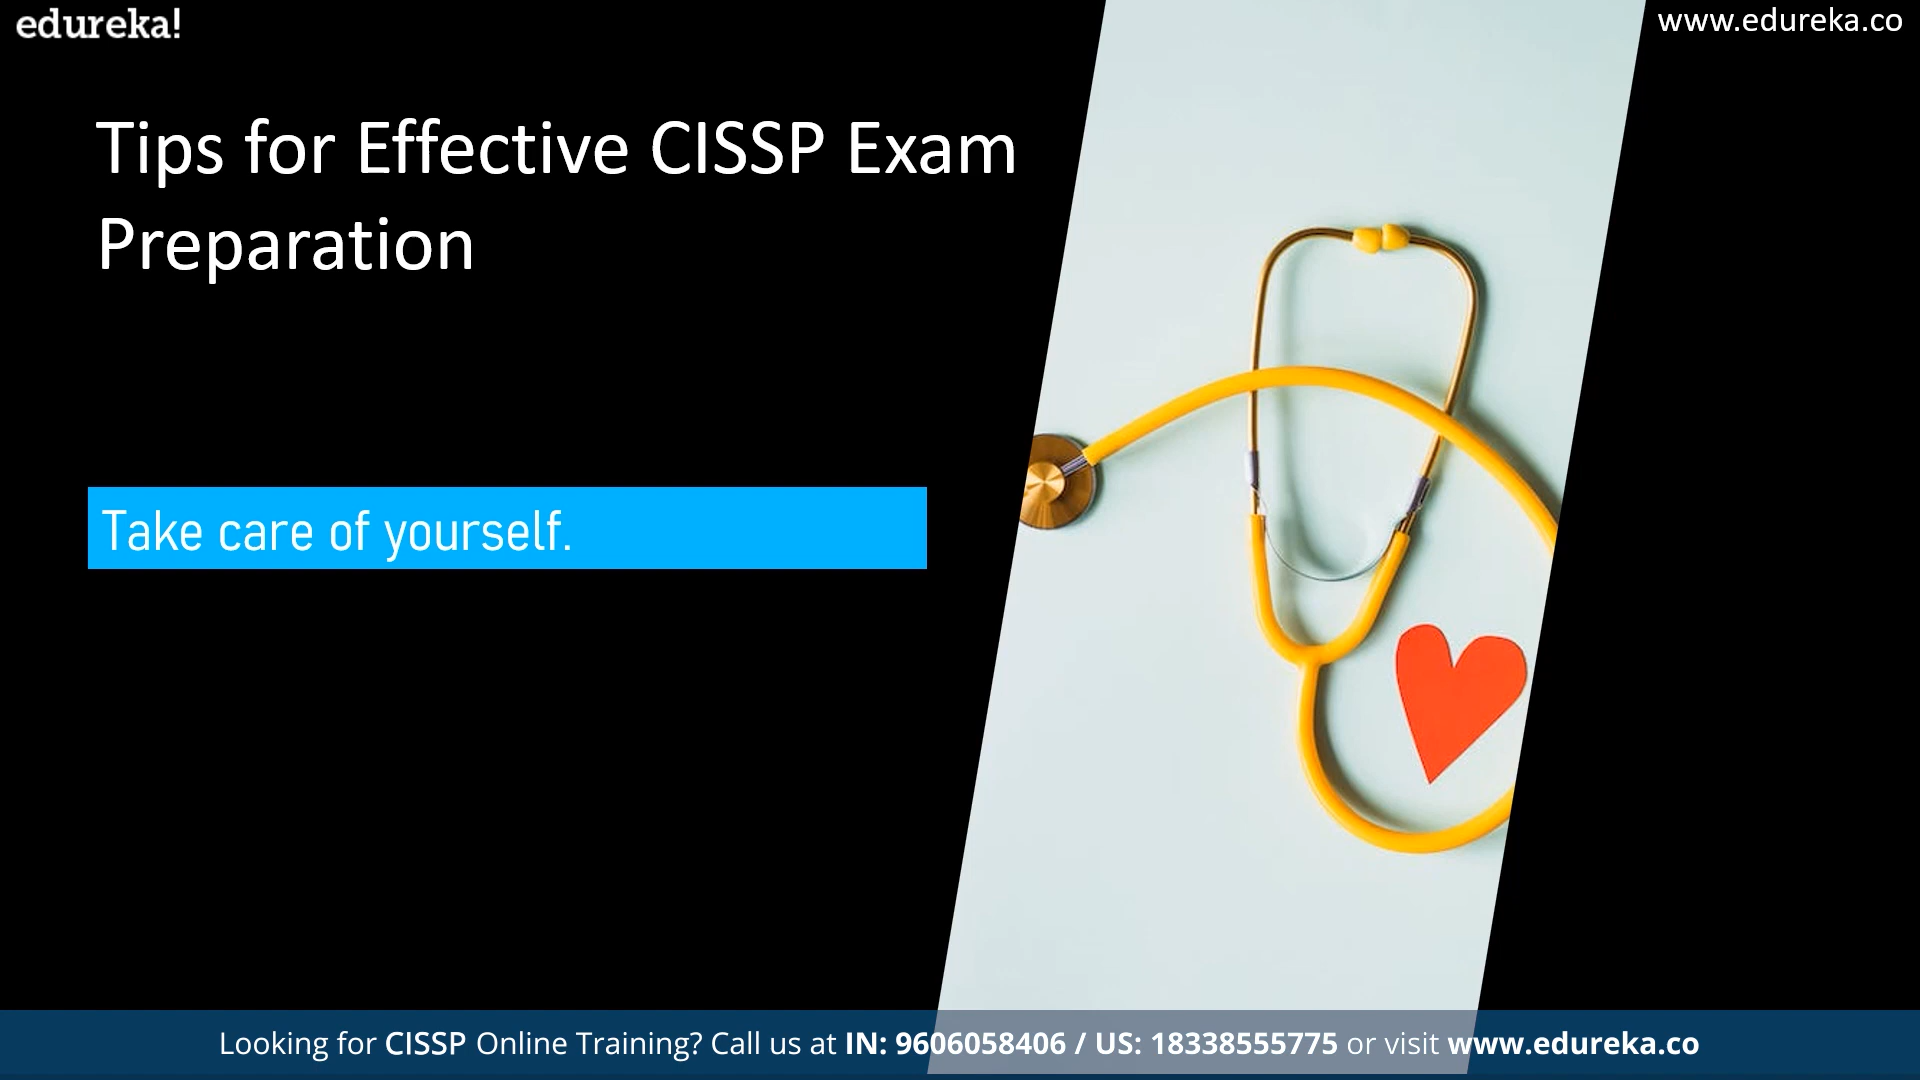 edureka!
www.edureka.co
Tips for Effective CISSP Exam
Preparation
Take care of yourself.
Looking for CISSP Online Training? Call us at IN: 9606058406 / US: 18338555775 or visit www.edureka.co